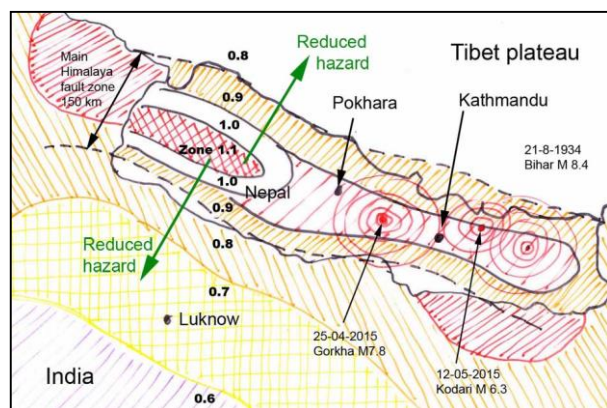 0.8
Reduced
hazard
Tibet plateau
Main
Himalaya
fault zone
150 km
0.9
Pokhara
Kathmandu
1.0
21-8-1934
Bihar M 8.4
Zone 1.1
1.0
Nepal
0.9
Reduced
hazard
0.8
0.7
Luknow
25-04-2015
Gorkha M7.8
12-05-2015
Kodari M 6.3
India
0.6